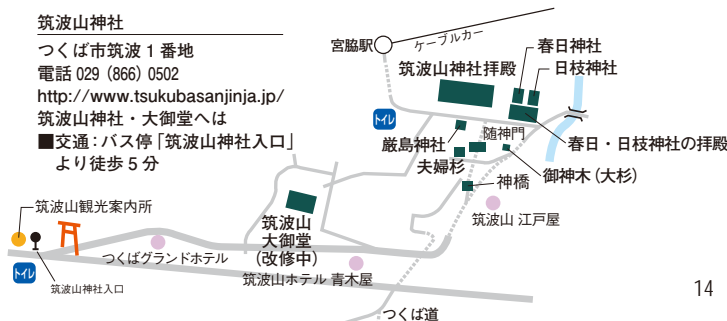 筑波山神社
つくば市筑波 1 番地
電話 029 (866) 0502
http://www.tsukubasanjinja.jp/
筑波山神社・大御堂へは
■交通：バス停「筑波山神社入口」
より徒歩 5 分
宮脇駅
ケーブルカー
春日神社
日枝神社
筑波山神社拝殿
トイレ
厳島神社
随神門
春日・日枝神社の拝殿
夫婦杉
御神木（大杉）
神橋
筑波山 江戸屋
筑波山観光案内所
筑波山
大御堂
（改修中）
つくばグランドホテル
トイレ
筑波山神社入口
筑波山ホテル 青木屋
つくば道
14